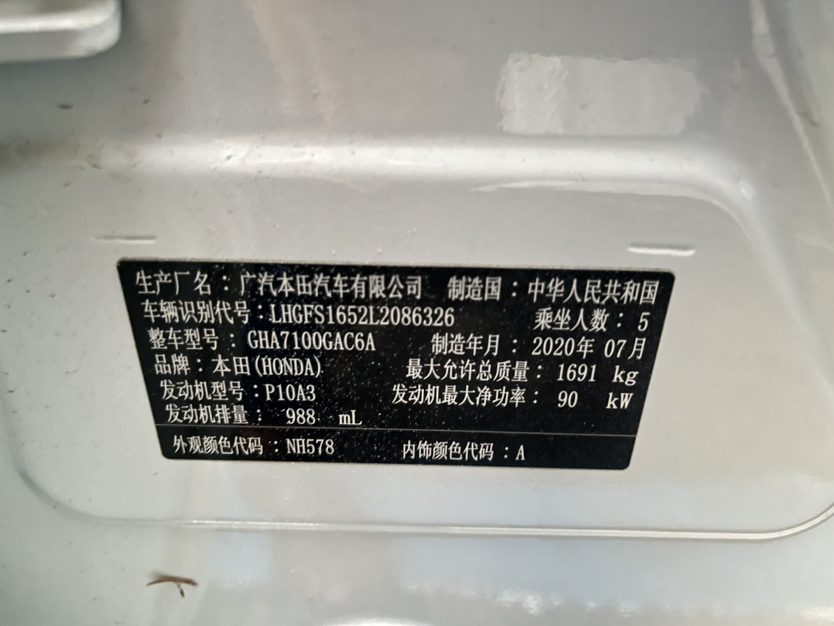 生产厂名：广汽本田汽车有限公司 制造国：中华人民共和国
车辆识别代号：LHGFS1652L2086326 乘坐人数：5
整车型号：GHA7100GAC6A 制造年月：2020年 07月
品牌：本田(HONDA) 最大允许总质量：1691 kg
发动机型号：P10A3 发动机最大净功率：90 kW
发动机排量：988 mL
外观颜色代码：NH578 内饰颜色代码：A